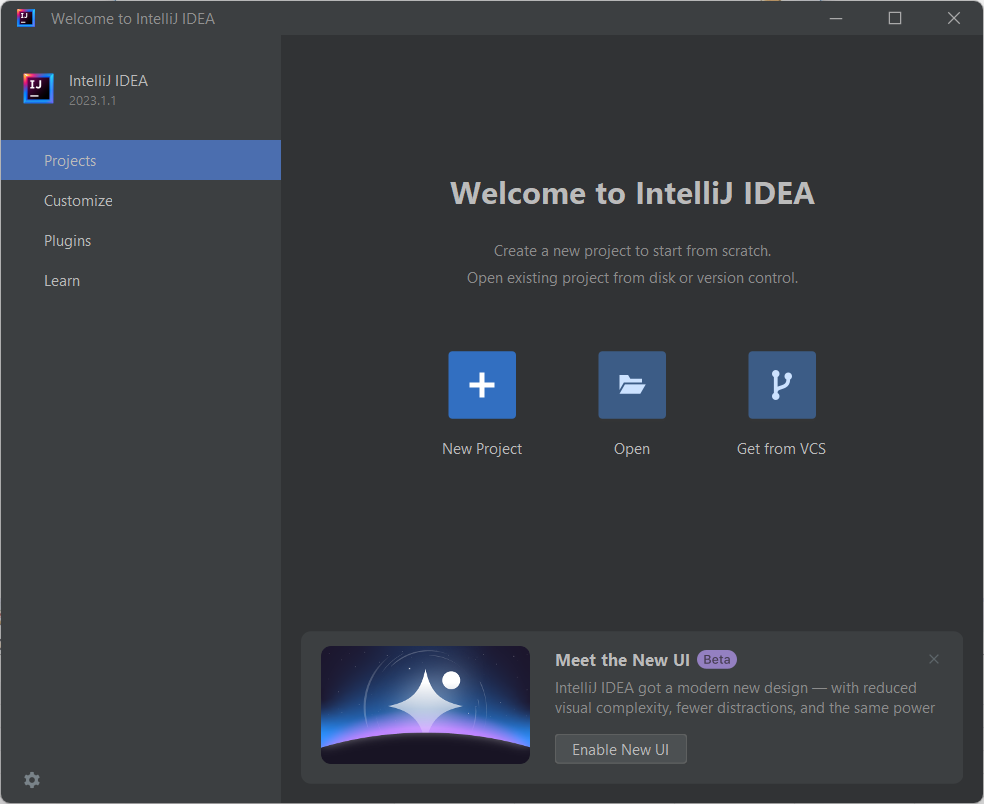 Welcome to IntelliJ IDEA
IJ
IntelliJ IDEA
2023.1.1
Projects
Customize
Plugins
Learn
Welcome to IntelliJ IDEA
Create a new project to start from scratch.
Open existing project from disk or version control.
New Project
Open
Get from VCS
Meet the New UI Beta
IntelliJ IDEA got a modern new design — with reduced
visual complexity, fewer distractions, and the same power
Enable New UI